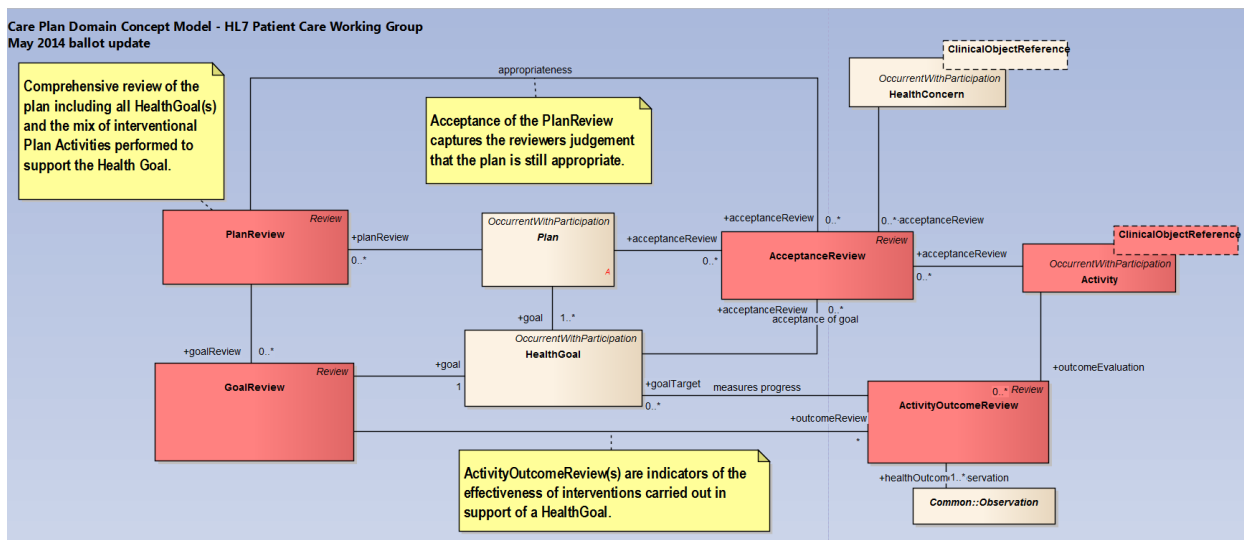 Care Plan Domain Concept Model - HL7 Patient Care Working Group
May 2014 ballot update
Comprehensive review of the
plan including all HealthGoal(s)
and the mix of interventional
Plan Activities performed to
support the Health Goal.
appropriateness
Acceptance of the PlanReview
captures the reviewers judgement
that the plan is still appropriate.
ClinicalObjectReference
OccurrentWithParticipation
HealthConcern
Review
PlanReview
+planReview
0..*
OccurrentWithParticipation
Plan
A
+acceptanceReview
0..*
+acceptanceReview
0..*
0..*
acceptanceReview
Review
AcceptanceReview
+acceptanceReview
0..*
ClinicalObjectReference
OccurrentWithParticipation
Activity
+goal
1..*
+acceptanceReview
0..*
acceptance of goal
+goalReview
0..*
OccurrentWithParticipation
HealthGoal
Review
GoalReview
+goal
1
+goalTarget
0..*
measures progress
+outcomeEvaluation
0..*
Review
ActivityOutcomeReview
+outcomeReview
*
ActivityOutcomeReview(s) are indicators of the
effectiveness of interventions carried out in
support of a HealthGoal.
+healthOutcom
1..*
servation
Common::Observation